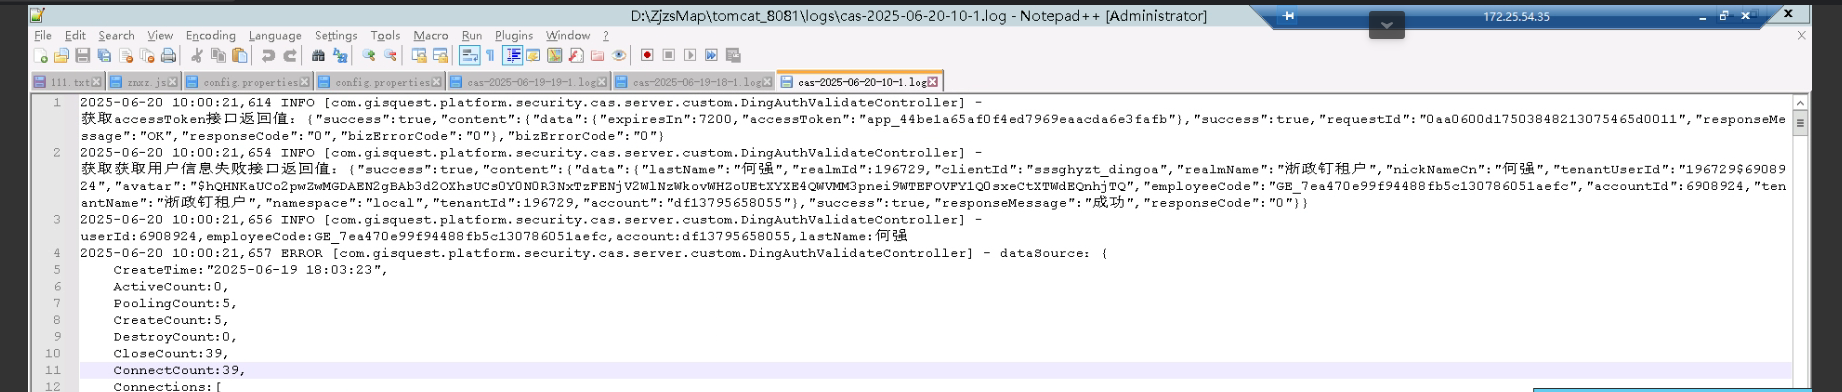 D:\ZjzsMap\tomcat_8081\logs\cas-2025-06-20-10-1.log - Notepad++ [Administrator]
172.25.54.35
File Edit Search View Encoding Language Settings Tools Macro Run Plugins Window ?
111.txt znxz.js config.properties config.properties cas-2025-06-19-19-1.log cas-2025-06-19-18-1.log cas-2025-06-20-10-1.log
1 2025-06-20 10:00:21,614 INFO [com.gisquest.platform.security.cas.server.custom.DingAuthValidateController] -
获取accessToken接口返回值: {"success":true,"content":{"data":{"expiresIn":7200,"accessToken":"app_44be1a65af0f4ed7969eaacda6e3fafb"},"success":true,"requestId":"0aa0600d17503848213075465d0011","responseMe
ssage":"OK","responseCode":"0","bizErrorCode":"0"},"bizErrorCode":"0"}
2 2025-06-20 10:00:21,654 INFO [com.gisquest.platform.security.cas.server.custom.DingAuthValidateController] -
获取获取用户信息失败接口返回值: {"success":true,"content":{"data":{"lastName":"何强","realmId":196729,"clientId":"sssghyzt_dingoa","realmName":"浙政钉租户","nickNameCn":"何强","tenantUserId":"196729$69089
24","avatar":"$hQHNKaUCo2pwZwMGDAEN2gBAb3d2OXhsUCs0Y0N0R3NxTzFENjV2WlNzWkovWHZoUEtXYXE4QWVMM3pnei9WTEFOVFY1Q0sxeCtXTWdEQnhjTQ","employeeCode":"GE_7ea470e99f94488fb5c130786051aefc","accountId":6908924,"ten
antName":"浙政钉租户","namespace":"local","tenantId":196729,"account":"df13795658055"},"success":true,"responseMessage":"成功","responseCode":"0"}}
3 2025-06-20 10:00:21,656 INFO [com.gisquest.platform.security.cas.server.custom.DingAuthValidateController] -
userId:6908924,employeeCode:GE_7ea470e99f94488fb5c130786051aefc,account:df13795658055,lastName:何强
4 2025-06-20 10:00:21,657 ERROR [com.gisquest.platform.security.cas.server.custom.DingAuthValidateController] - dataSource: {
5 CreateTime:"2025-06-19 18:03:23",
6 ActiveCount:0,
7 PoolingCount:5,
8 CreateCount:5,
9 DestroyCount:0,
10 CloseCount:39,
11 ConnectCount:39,
12 Connections:[